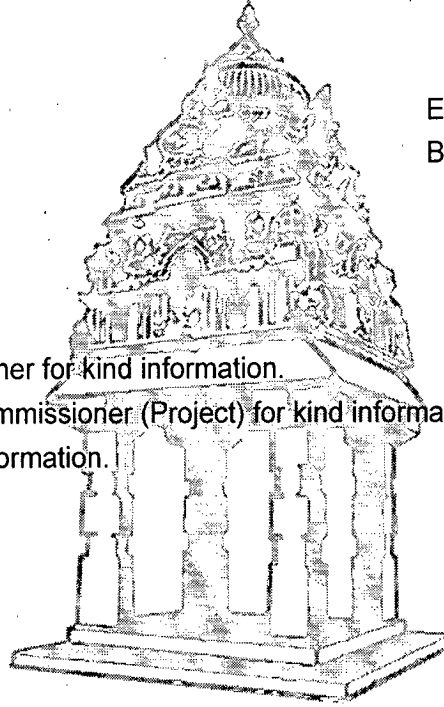 E
B
ner for kind information.
mmissioner (Project) for kind informa
ormation.